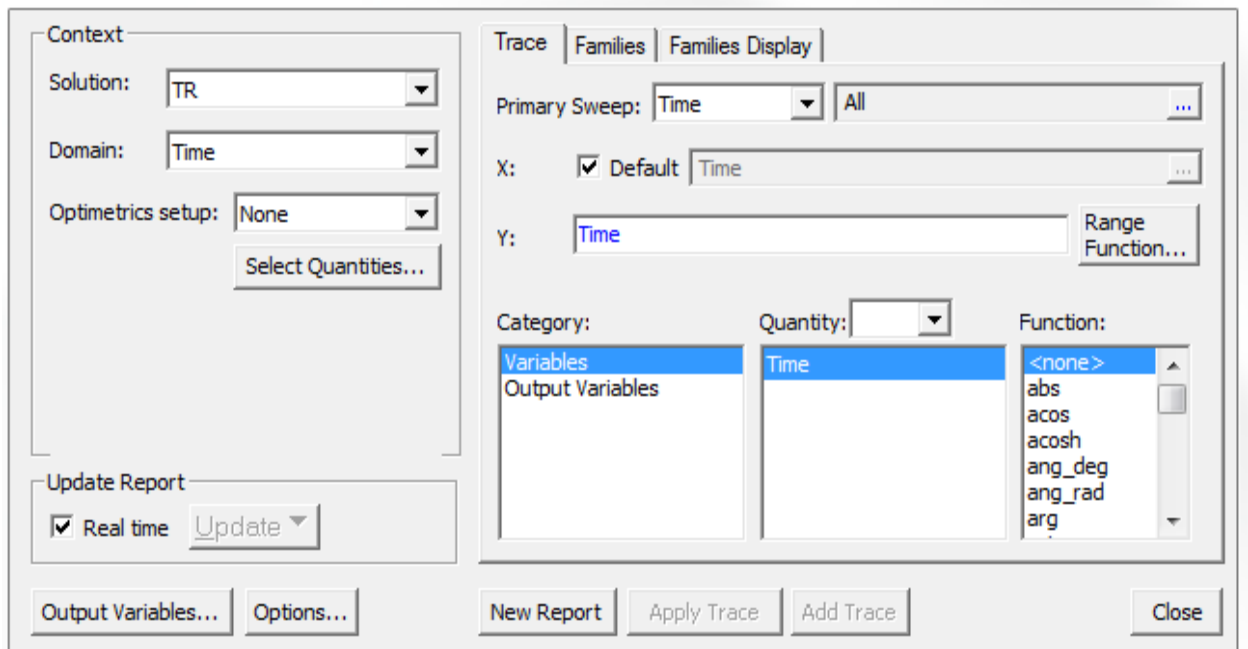 Context
Solution: TR
Domain: Time
Optimetrics setup: None
Select Quantities...
Update Report
Real time Update
Output Variables... Options...
Trace Families Families Display
Primary Sweep: Time All ...
X: Default Time ...
Y: Time Range
Function...
Category: Quantity: Function:
Variables Time <none>
Output Variables abs
acos
acosh
ang_deg
ang_rad
arg
New Report Apply Trace Add Trace Close